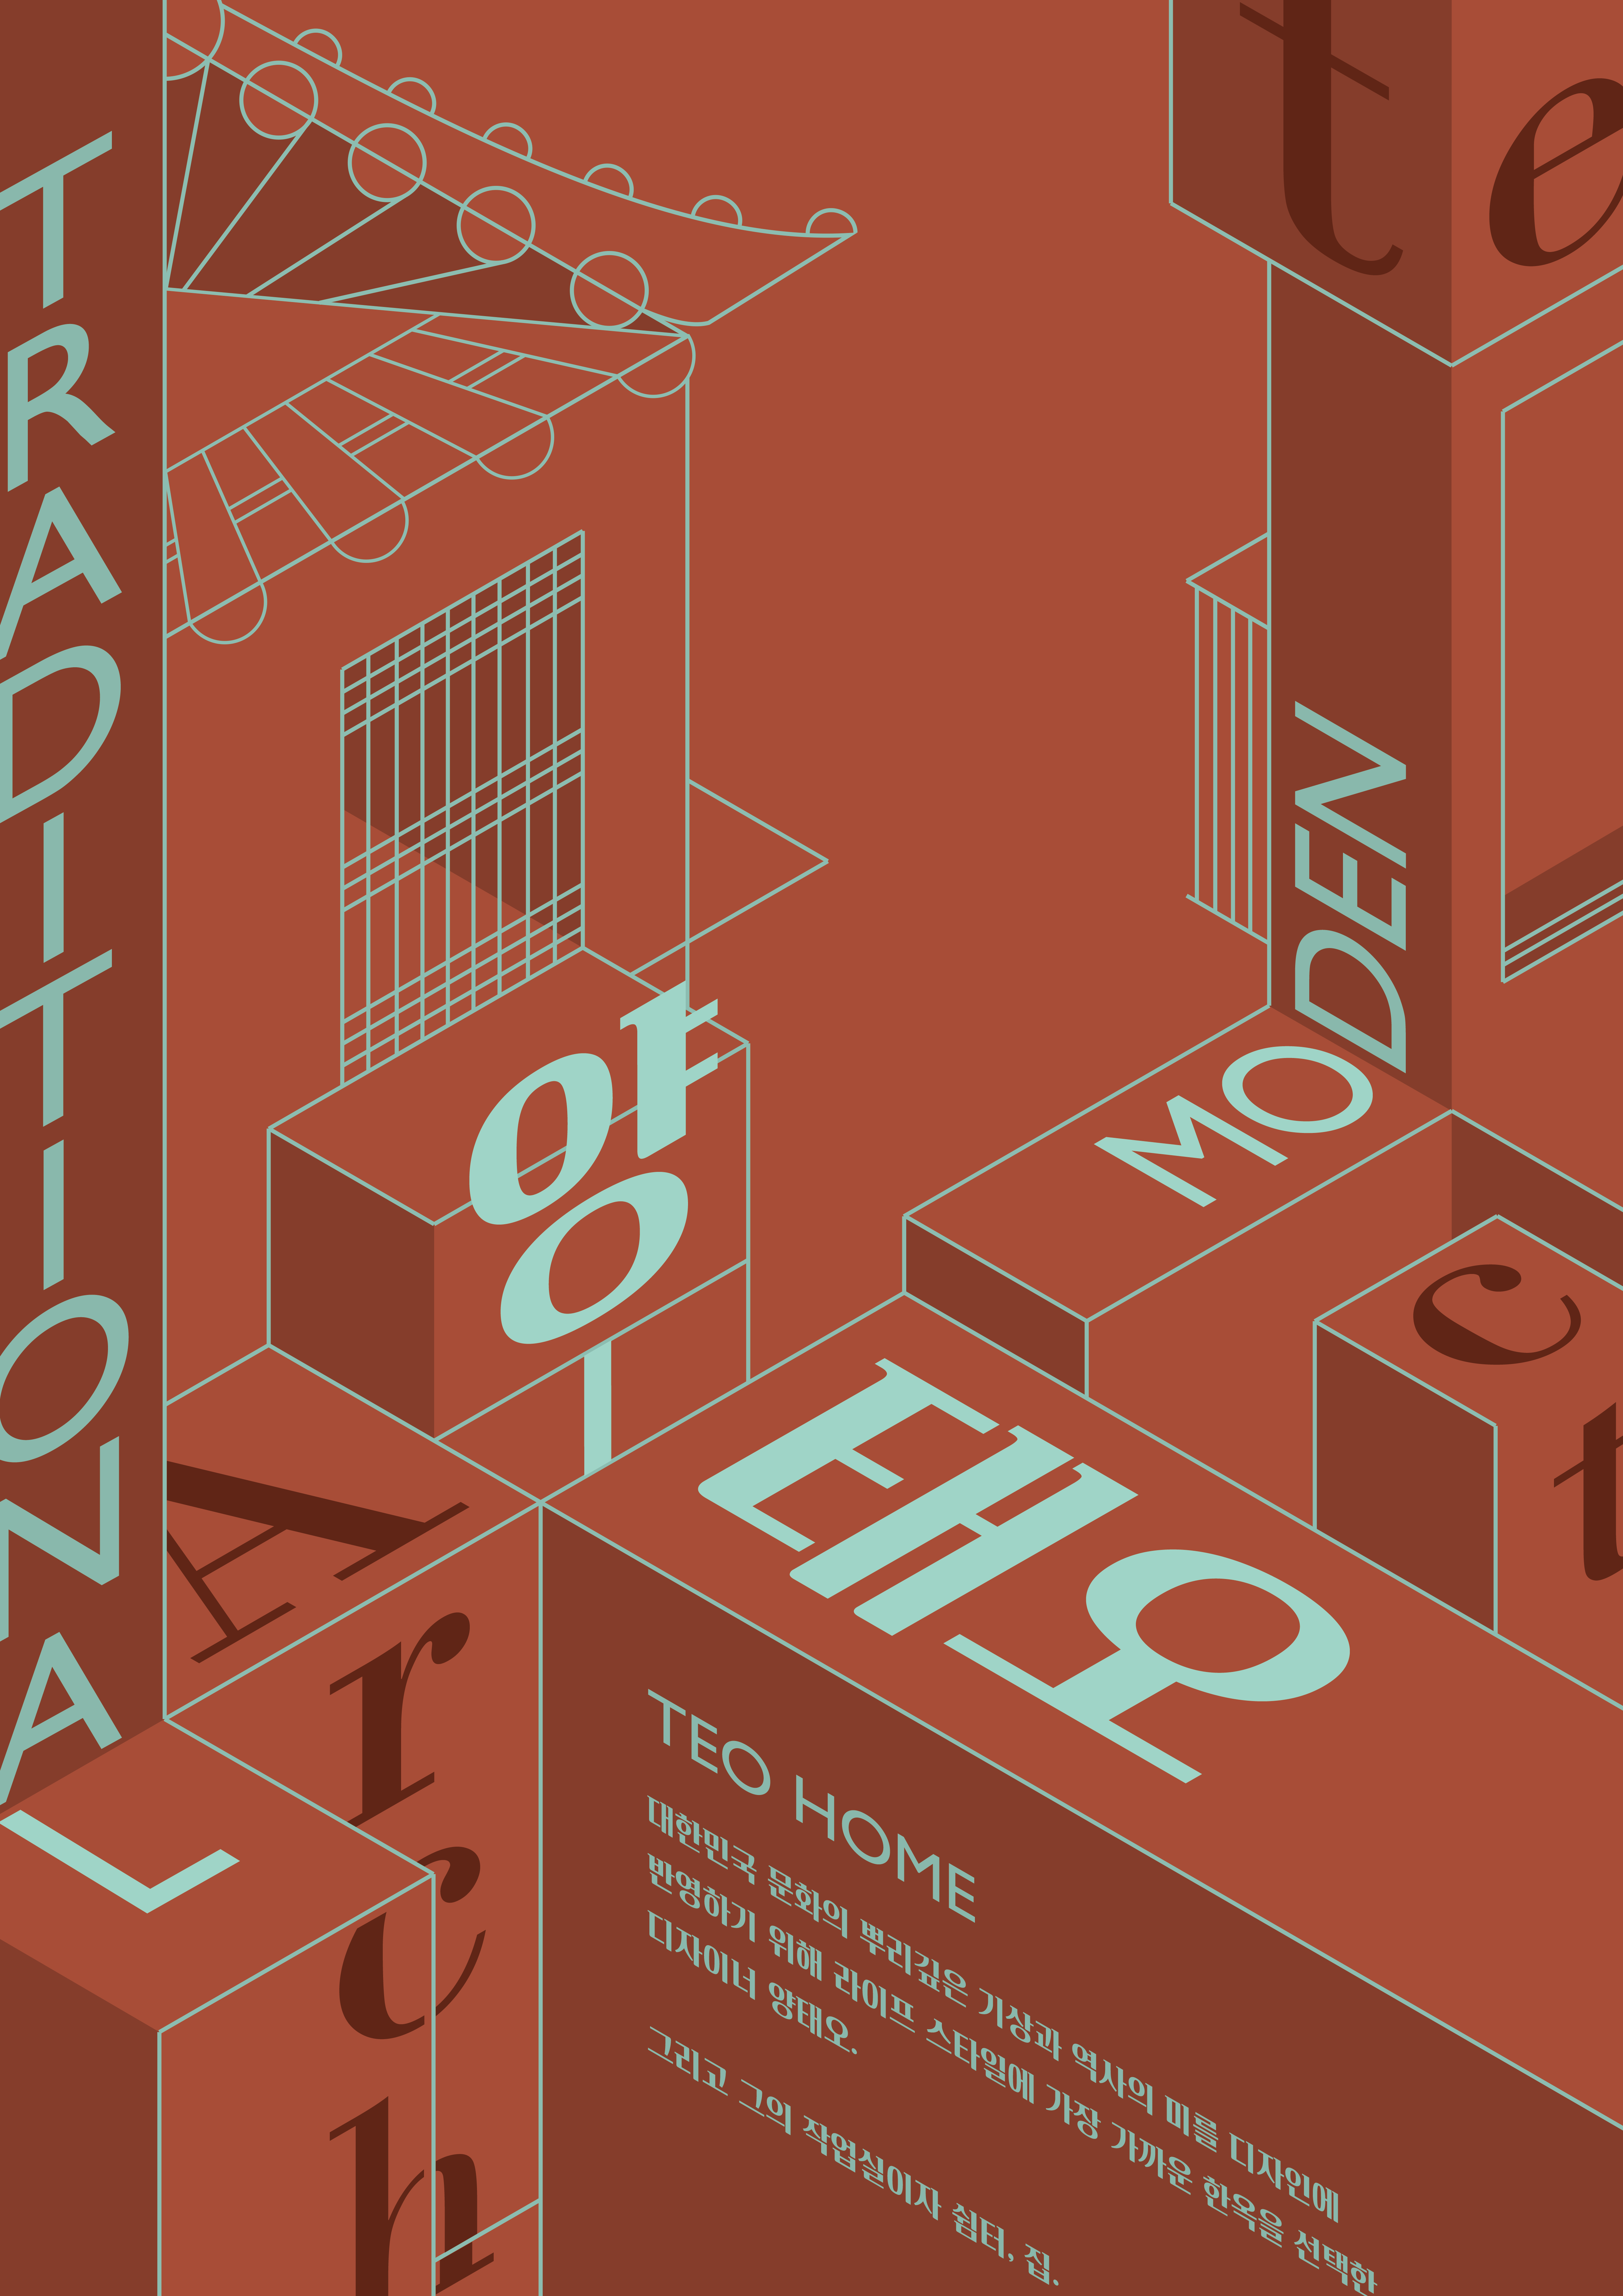 TRADITIONAL
te
MODEN
양
태오
c
t
A
r
c
h
TEO HOME
대한민국 문화의 뿌리깊은 기상과 역사의 미를 디자인에
반영하기 위해 라이프 스타일에 가장 가까운 한옥을 선택한
디자이너 양태오.
그리고 그의 작업실이자 쉼터, 집.